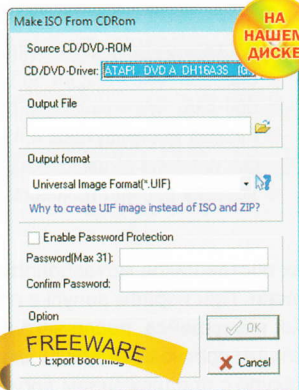 Make ISO From CDRom
НА
НАШЕМ
ДИСКЕ
Source CD/DVD-ROM
CD/DVD-Driver: ATAPI DVD A DH16A3S (G:)
Output File
Output format
Universal Image Format(*.UIF)
Why to create UIF image instead of ISO and ZIP?
Enable Password Protection
Password(Max 31):
Confirm Password:
Option
OK
FREEWARE
Export Boot
Cancel